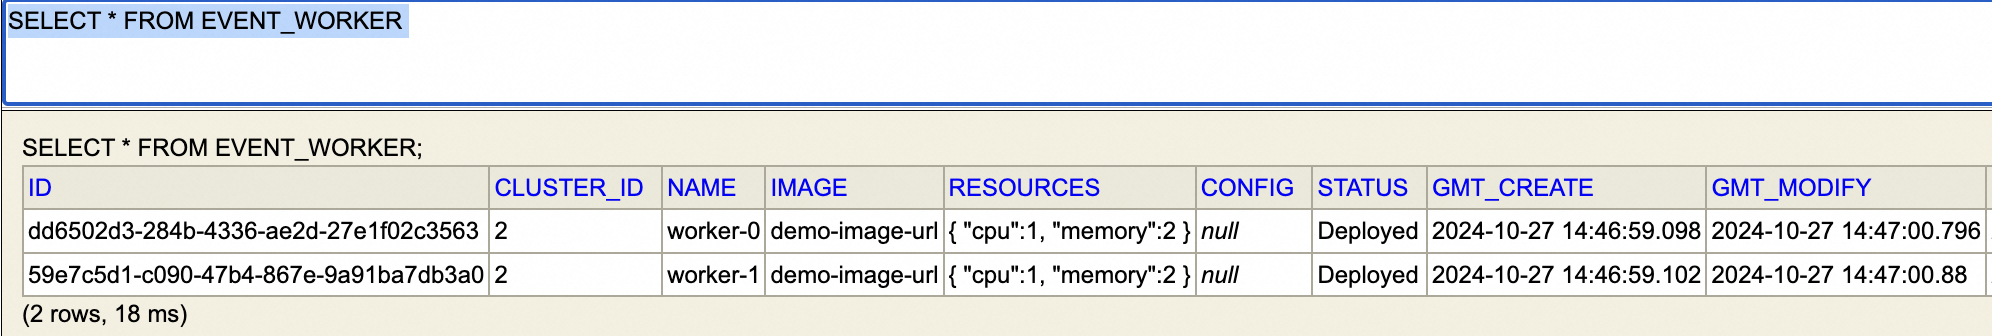 SELECT * FROM EVENT_WORKER
SELECT * FROM EVENT_WORKER;
ID CLUSTER_ID NAME IMAGE RESOURCES CONFIG STATUS GMT_CREATE GMT_MODIFY
dd6502d3-284b-4336-ae2d-27e1f02c3563 2 worker-0 demo-image-url { "cpu":1, "memory":2 } null Deployed 2024-10-27 14:46:59.098 2024-10-27 14:47:00.796
59e7c5d1-c090-47b4-867e-9a91ba7db3a0 2 worker-1 demo-image-url { "cpu":1, "memory":2 } null Deployed 2024-10-27 14:46:59.102 2024-10-27 14:47:00.88
(2 rows, 18 ms)